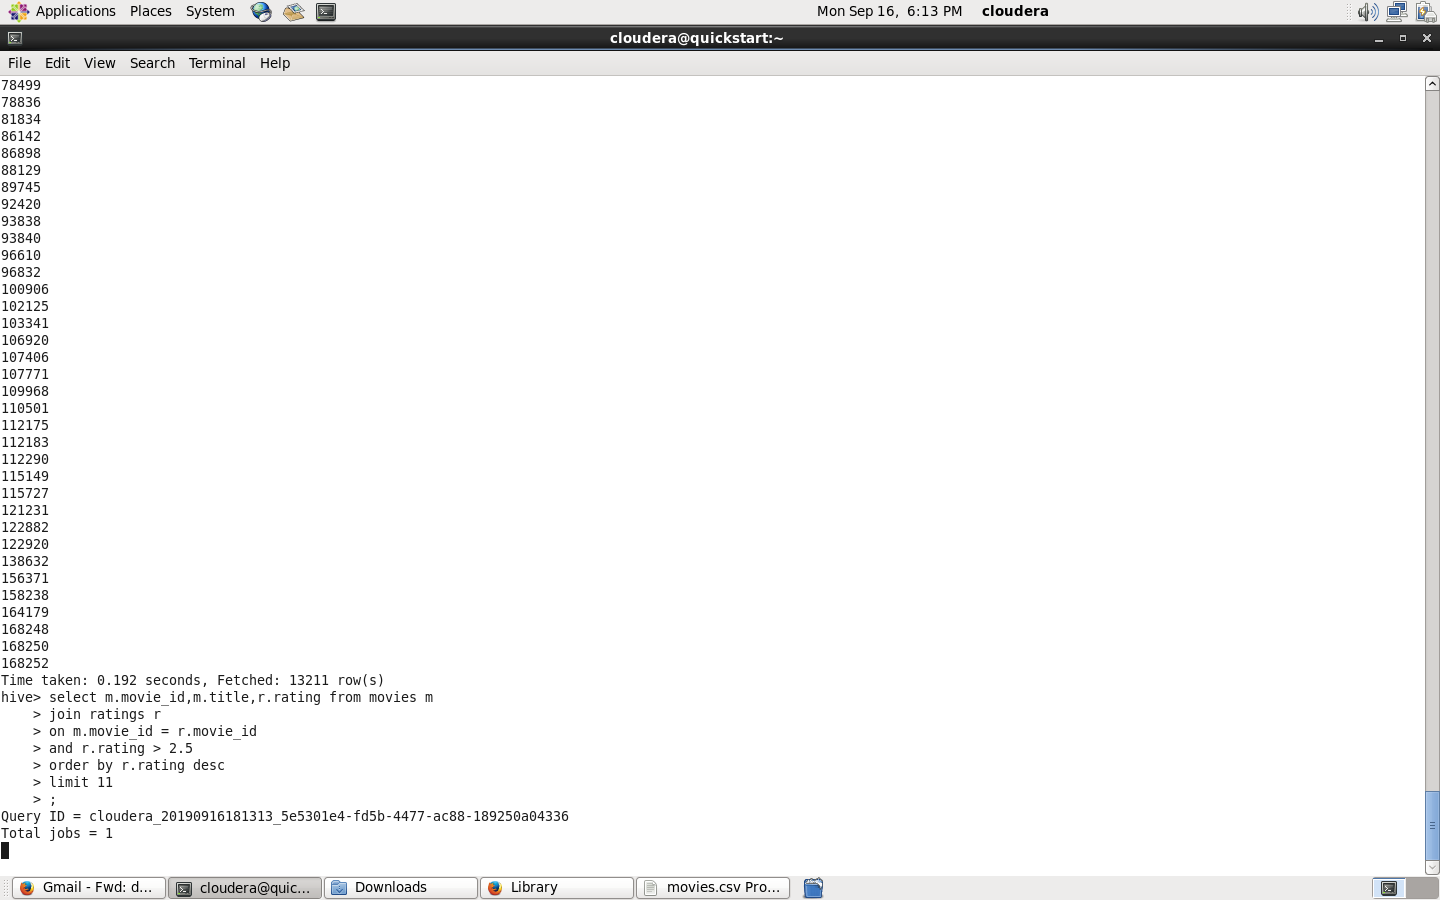 Applications Places System Mon Sep 16, 6:13 PM cloudera
cloudera@quickstart:~
File Edit View Search Terminal Help
78499
78836
81834
86142
86898
88129
89745
92420
93838
93840
96610
96832
100906
102125
103341
106920
107406
107771
109968
110501
112175
112183
112290
115149
115727
121231
122882
122920
138632
156371
158238
164179
168248
168250
168252
Time taken: 0.192 seconds, Fetched: 13211 row(s)
hive> select m.movie_id,m.title,r.rating from movies m
    > join ratings r
    > on m.movie_id = r.movie_id
    > and r.rating > 2.5
    > order by r.rating desc
    > limit 11
    > ;
Query ID = cloudera_20190916181313_5e5301e4-fd5b-4477-ac88-189250a04336
Total jobs = 1
Gmail - Fwd: d... cloudera@quic... Downloads Library movies.csv Pro...